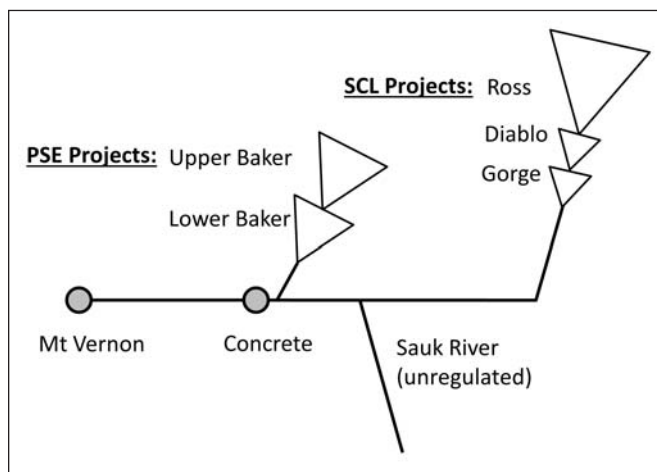 SCL Projects: Ross
Diablo
Gorge
PSE Projects: Upper Baker
Lower Baker
Mt Vernon
Concrete
Sauk River
(unregulated)